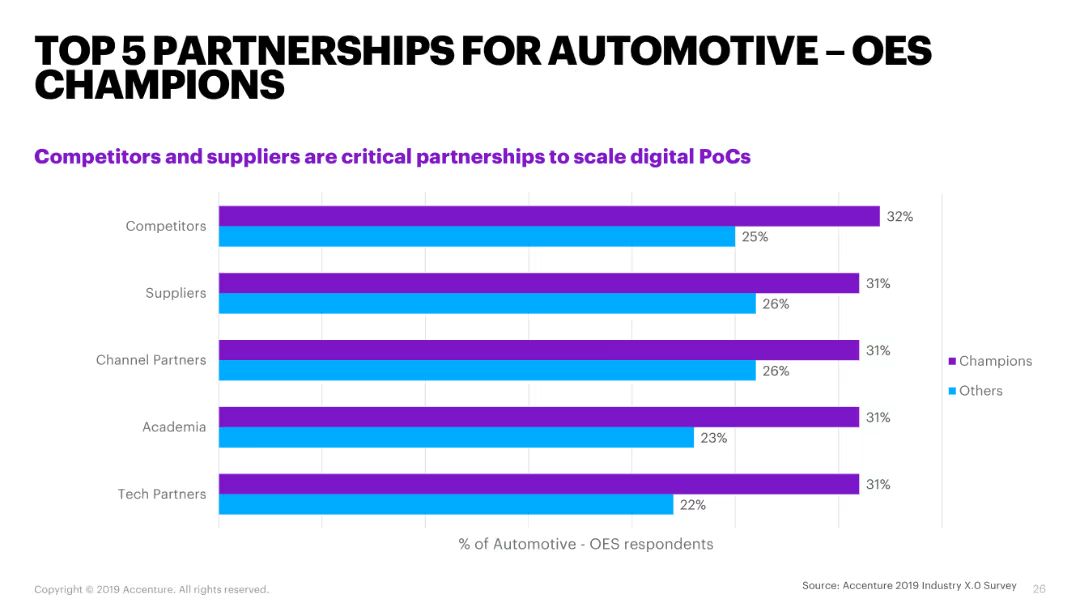 TOP 5 PARTNERSHIPS FOR AUTOMOTIVE – OES
CHAMPIONS
Competitors and suppliers are critical partnerships to scale digital PoCs
Competitors
32%
25%
Suppliers
31%
26%
Channel Partners
31%
26%
Academia
31%
23%
Tech Partners
31%
22%
Champions
Others
% of Automotive - OES respondents
Copyright © 2019 Accenture. All rights reserved.
Source: Accenture 2019 Industry X.0 Survey
26